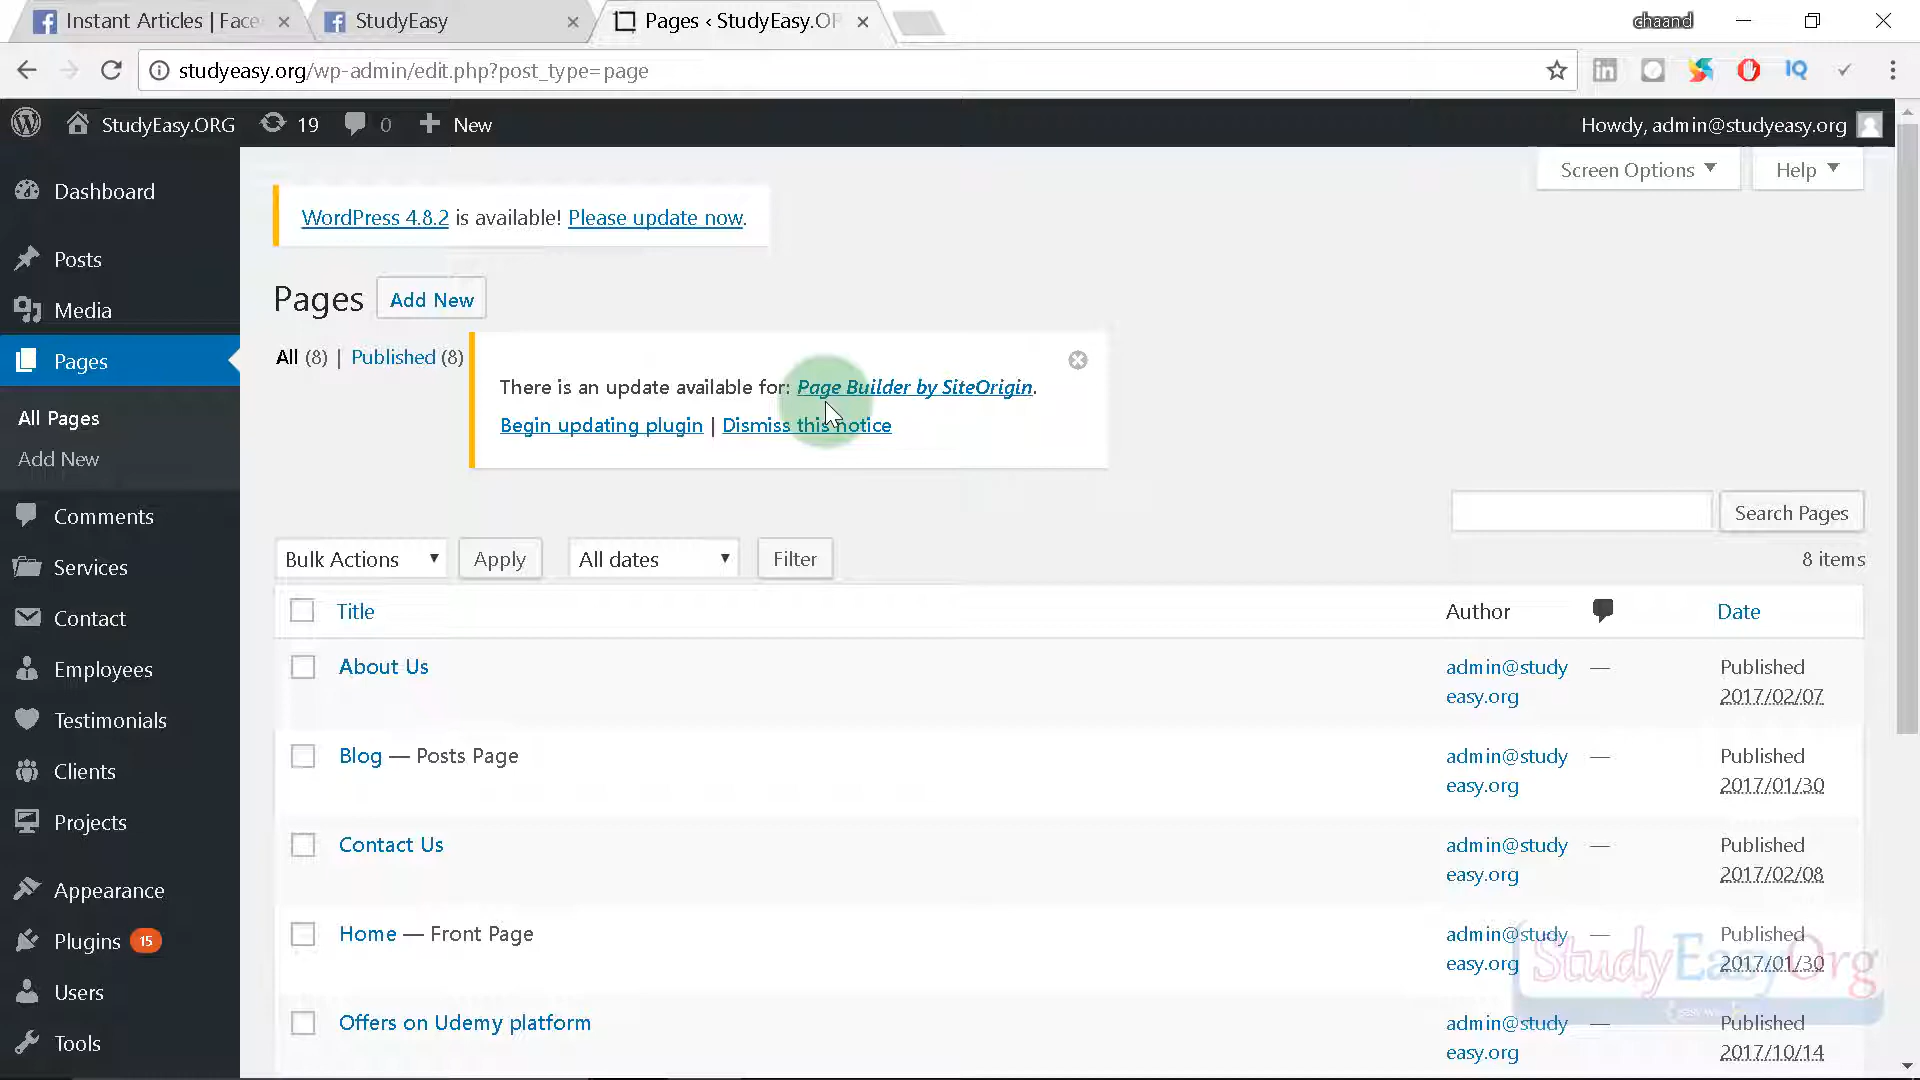 Instant Articles | Face
StudyEasy
Pages ‹ StudyEasy.OR
chaand
studyeasy.org/wp-admin/edit.php?post_type=page
StudyEasy.ORG
19
0
New
Howdy, admin@studyeasy.org
Screen Options
Help
WordPress 4.8.2 is available! Please update now.
Pages
Add New
All (8) | Published (8)
There is an update available for: Page Builder by SiteOrigin.
Begin updating plugin | Dismiss this notice
Search Pages
Bulk Actions
Apply
All dates
Filter
8 items
Title
Author
Date
About Us
admin@study
easy.org
—
Published
2017/02/07
Blog — Posts Page
admin@study
easy.org
—
Published
2017/01/30
Contact Us
admin@study
easy.org
—
Published
2017/02/08
Home — Front Page
admin@study
easy.org
—
Published
2017/01/30
Offers on Udemy platform
admin@study
easy.org
—
Published
2017/10/14
Dashboard
Posts
Media
Pages
All Pages
Add New
Comments
Services
Contact
Employees
Testimonials
Clients
Projects
Appearance
Plugins 15
Users
Tools
StudyEasy Org